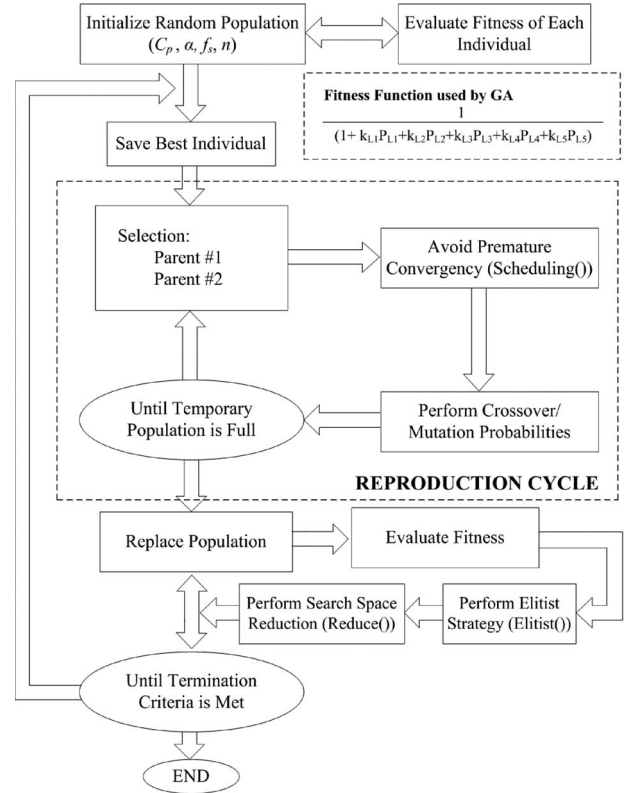 Initialize Random Population
(Cp , α, fs, n)
Evaluate Fitness of Each
Individual
Fitness Function used by GA
1
(1+ kL1PL1+kL2PL2+kL3PL3+kL4PL4+kL5PL5)
Save Best Individual
Selection:
Parent #1
Parent #2
Avoid Premature
Convergency (Scheduling())
Until Temporary
Population is Full
Perform Crossover/
Mutation Probabilities
REPRODUCTION CYCLE
Replace Population
Evaluate Fitness
Perform Search Space
Reduction (Reduce())
Perform Elitist
Strategy (Elitist())
Until Termination
Criteria is Met
END